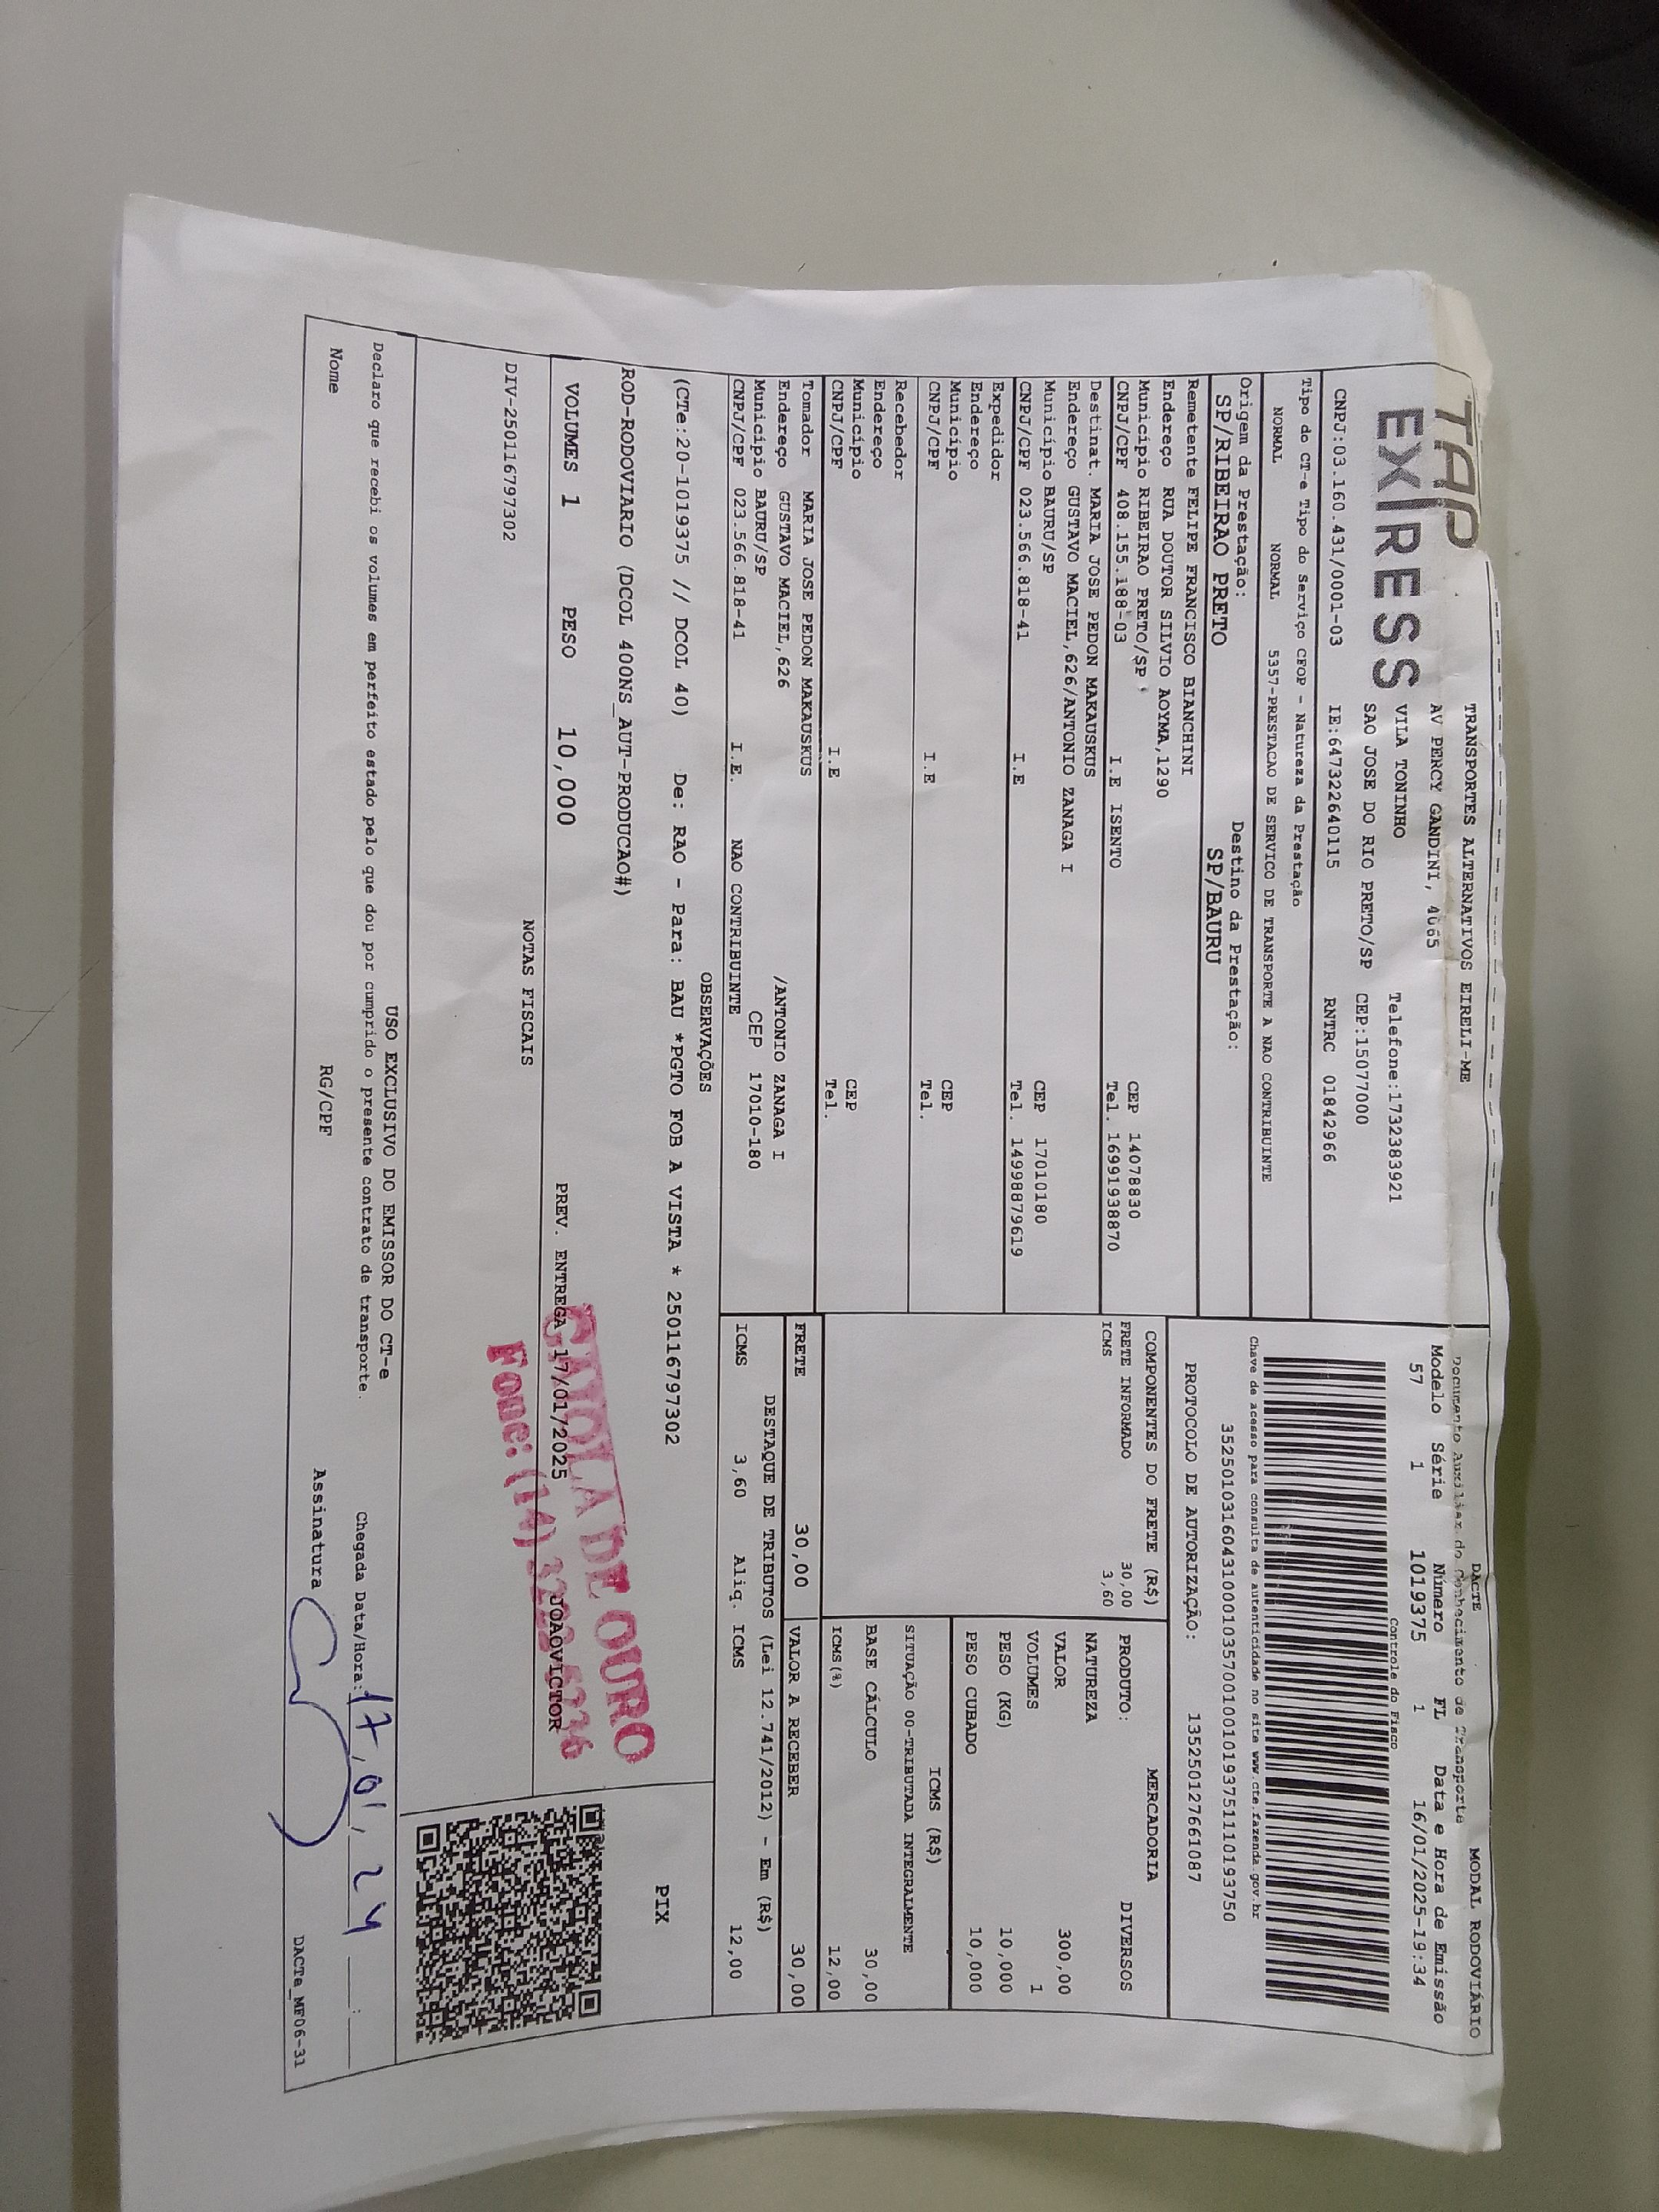 TAP
EXPRESS
TRANSPORTES ALTERNATIVOS EIRELI-ME
AV PERCY GANDINI, 4065
VILA TONINHO
Telefone:1732383921
SAO JOSE DO RIO PRETO/SP
CEP:15077000
CNPJ:03.160.431/0001-03
IE:647322640115
RNTRC 01842966
DACTE
MODAL RODOVIÁRIO
Documento Auxiliar do Conhecimento de Transporte
Modelo Série Número FL Data e Hora de Emissão
57 1 1019375 1 16/01/2025-19:34
Controle do Fisco
Tipo do CT-e Tipo do Serviço CFOP - Natureza da Prestação
NORMAL NORMAL 5357-PRESTACAO DE SERVICO DE TRANSPORTE A NAO CONTRIBUINTE
Chave de acesso para consulta de autenticidade no site www.cte.fazenda.gov.br
Origem da Prestação:
Destino da Prestação:
SP/RIBEIRAO PRETO
SP/BAURU
PROTOCOLO DE AUTORIZAÇÃO: 135250127661087
Remetente FELIPE FRANCISCO BIANCHINI
Endereço RUA DOUTOR SILVIO AOYMA,1290
Município RIBEIRAO PRETO/SP
CEP 14078830
CNPJ/CPF 408.155.188-03 I.E ISENTO Tel. 16991938870
Destinat. MARIA JOSE PEDON MAKAUSKUS
Endereço GUSTAVO MACIEL,626/ANTONIO ZANAGA I
Município BAURU/SP CEP 17010180
CNPJ/CPF 023.566.818-41 I.E Tel. 14998879619
Expedidor
Endereço
Município CEP
CNPJ/CPF I.E Tel.
Recebedor
Endereço
Município CEP
CNPJ/CPF I.E Tel.
Tomador MARIA JOSE PEDON MAKAUSKUS
Endereço GUSTAVO MACIEL,626 /ANTONIO ZANAGA I
Município BAURU/SP CEP 17010-180
CNPJ/CPF 023.566.818-41 I.E. NAO CONTRIBUINTE
COMPONENTES DO FRETE (R$)
FRETE INFORMADO 30,00
ICMS 3,60
MERCADORIA
PRODUTO: DIVERSOS
NATUREZA
VALOR 300,00
VOLUMES 1
PESO (KG) 10,000
PESO CUBADO 10,000
ICMS (R$)
SITUAÇÃO 00-TRIBUTADA INTEGRALMENTE
BASE CÁLCULO 30,00
ICMS(%) 12,00
FRETE 30,00 VALOR A RECEBER 30,00
DESTAQUE DE TRIBUTOS (Lei 12.741/2012) - Em (R$)
ICMS 3,60 Aliq. ICMS 12,00
OBSERVAÇÕES
(CTe:20-1019375 // DCOL 40) De: RAO - Para: BAU *PGTO FOB A VISTA * 250116797302
PIX
ROD-RODOVIARIO (DCOL 400NS_AUT-PRODUCAO#)
GAIOLA DE OURO
Fone: (14)
VOLUMES 1 PESO 10,000 PREV. ENTREGA 17/01/2025 JOAOVICTOR
NOTAS FISCAIS
DIV-250116797302
USO EXCLUSIVO DO EMISSOR DO CT-e
Declaro que recebi os volumes em perfeito estado pelo que dou por cumprido o presente contrato de transporte.
Chegada Data/Hora: 17, 01, 24 __:__
Nome RG/CPF Assinatura
DACTe_MF06-31